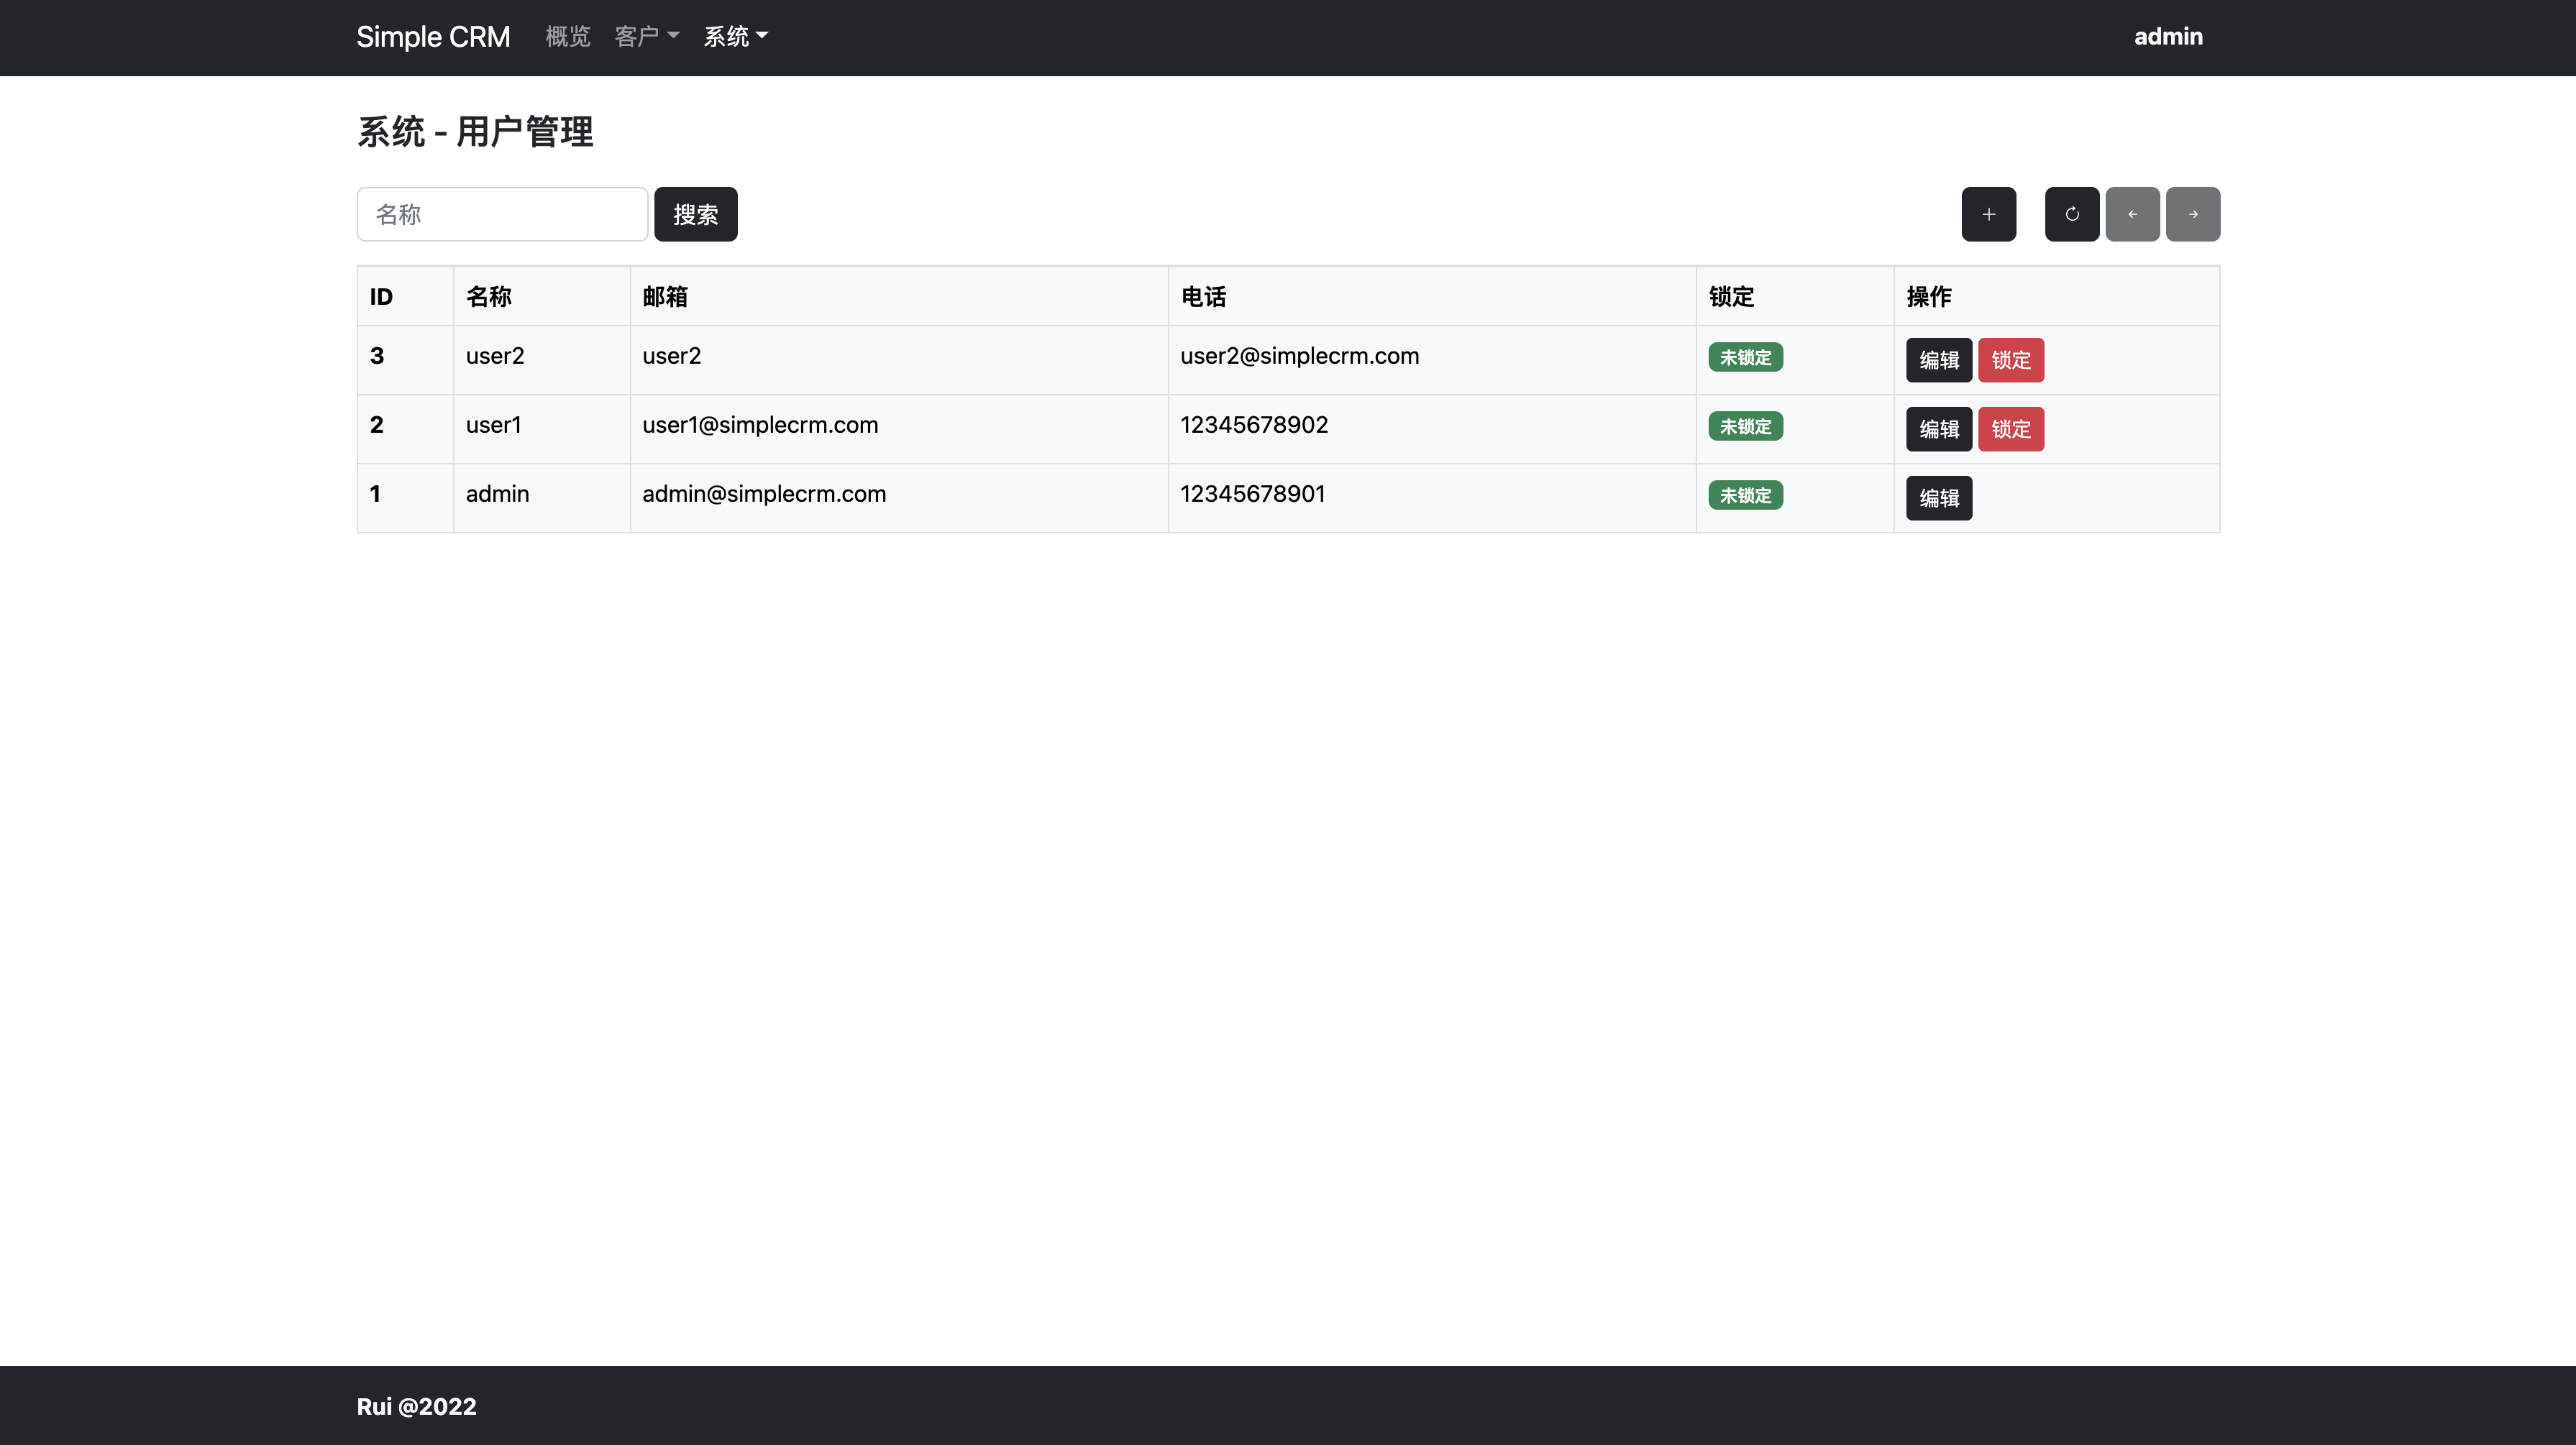 Simple CRM 概览 客户 系统 admin
系统 - 用户管理
名称 搜索
ID 名称 邮箱 电话 锁定 操作
3 user2 user2 user2@simplecrm.com 未锁定 编辑 锁定
2 user1 user1@simplecrm.com 12345678902 未锁定 编辑 锁定
1 admin admin@simplecrm.com 12345678901 未锁定 编辑
Rui @2022